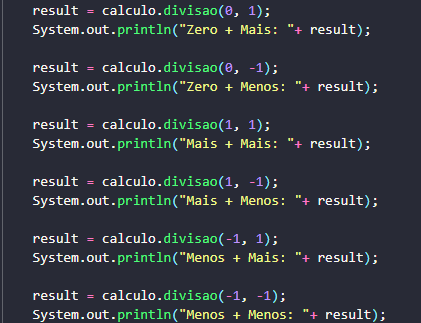 result = calculo.divisao(0, 1);
System.out.println("Zero + Mais: "+ result);
result = calculo.divisao(0, -1);
System.out.println("Zero + Menos: "+ result);
result = calculo.divisao(1, 1);
System.out.println("Mais + Mais: "+ result);
result = calculo.divisao(1, -1);
System.out.println("Mais + Menos: "+ result);
result = calculo.divisao(-1, 1);
System.out.println("Menos + Mais: "+ result);
result = calculo.divisao(-1, -1);
System.out.println("Menos + Menos: "+ result);